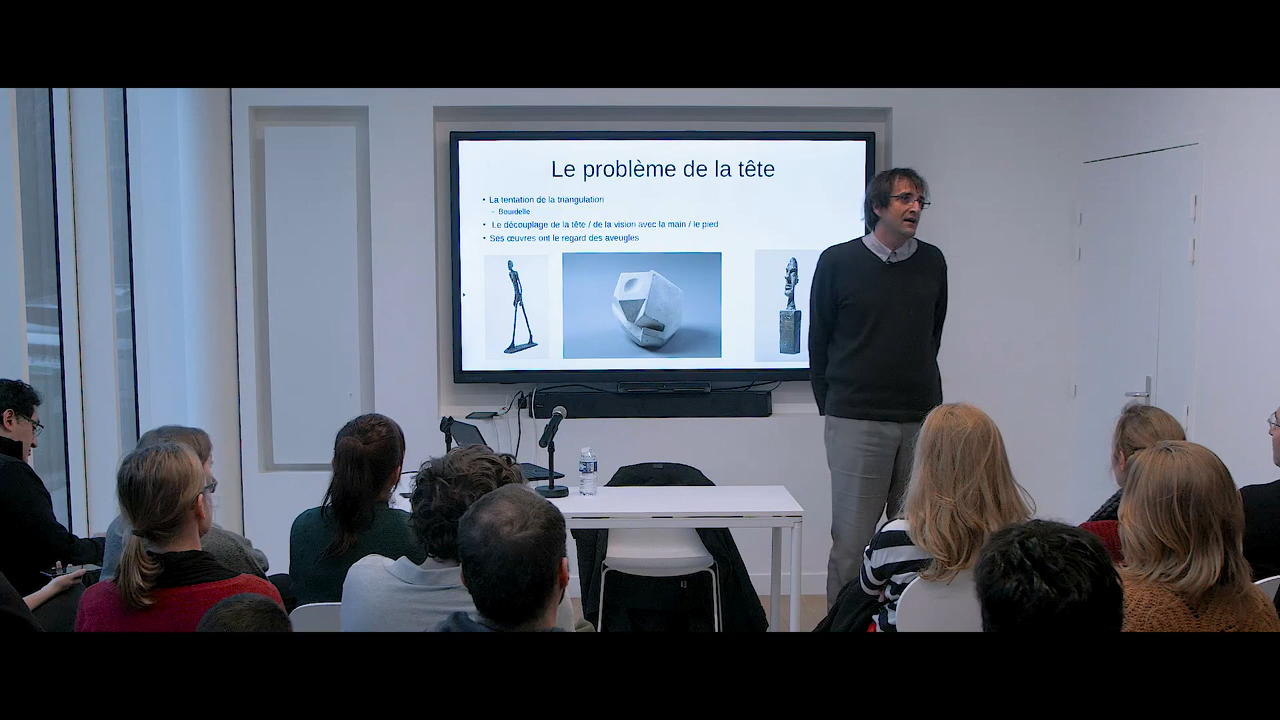 Le problème de la tête
• La tentation de la triangulation
– Bourdelle
• Le découplage de la tête / de la vision avec la main / le pied
• Ses œuvres ont le regard des aveugles